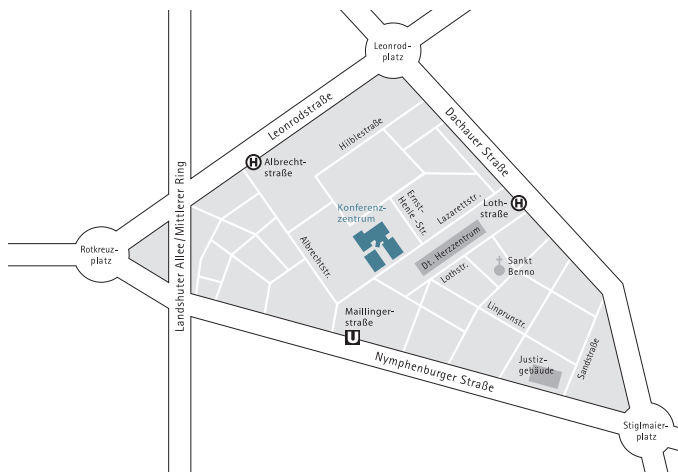 Leonrod-
platz
Leonrodstraße
Dachauer Straße
Hilblestraße
H
Albrecht-
straße
Landshuter Allee/Mittlerer Ring
Ernst-
Henle-Str.
Lazarettstr.
Loth-
straße
H
Konferenz-
zentrum
Rotkreuz-
platz
Albrechtstr.
Dt. Herzzentrum
Sankt
Benno
Lothstr.
Linprunstr.
Maillinger-
straße
U
Nymphenburger Straße
Justiz-
gebäude
Sandstraße
Stiglmaier-
platz